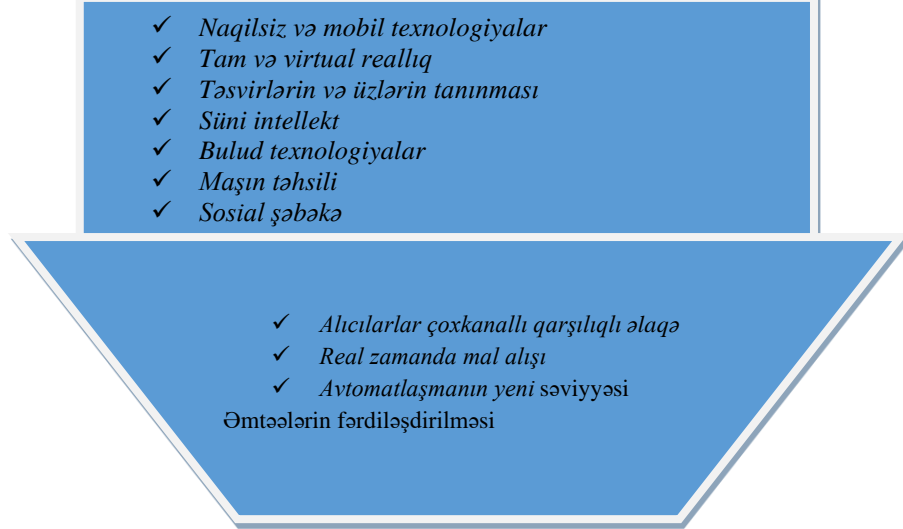 ✓ Naqilsiz və mobil texnologiyalar
✓ Tam və virtual reallıq
✓ Təsvirlərin və üzlərin tanınması
✓ Süni intellekt
✓ Bulud texnologiyalar
✓ Maşın təhsili
✓ Sosial şəbəkə
✓ Alıcılarlar çoxkanallı qarşılıqlı əlaqə
✓ Real zamanda mal alışı
✓ Avtomatlaşmanın yeni səviyyəsi
Əmtəələrin fərdiləşdirilməsi